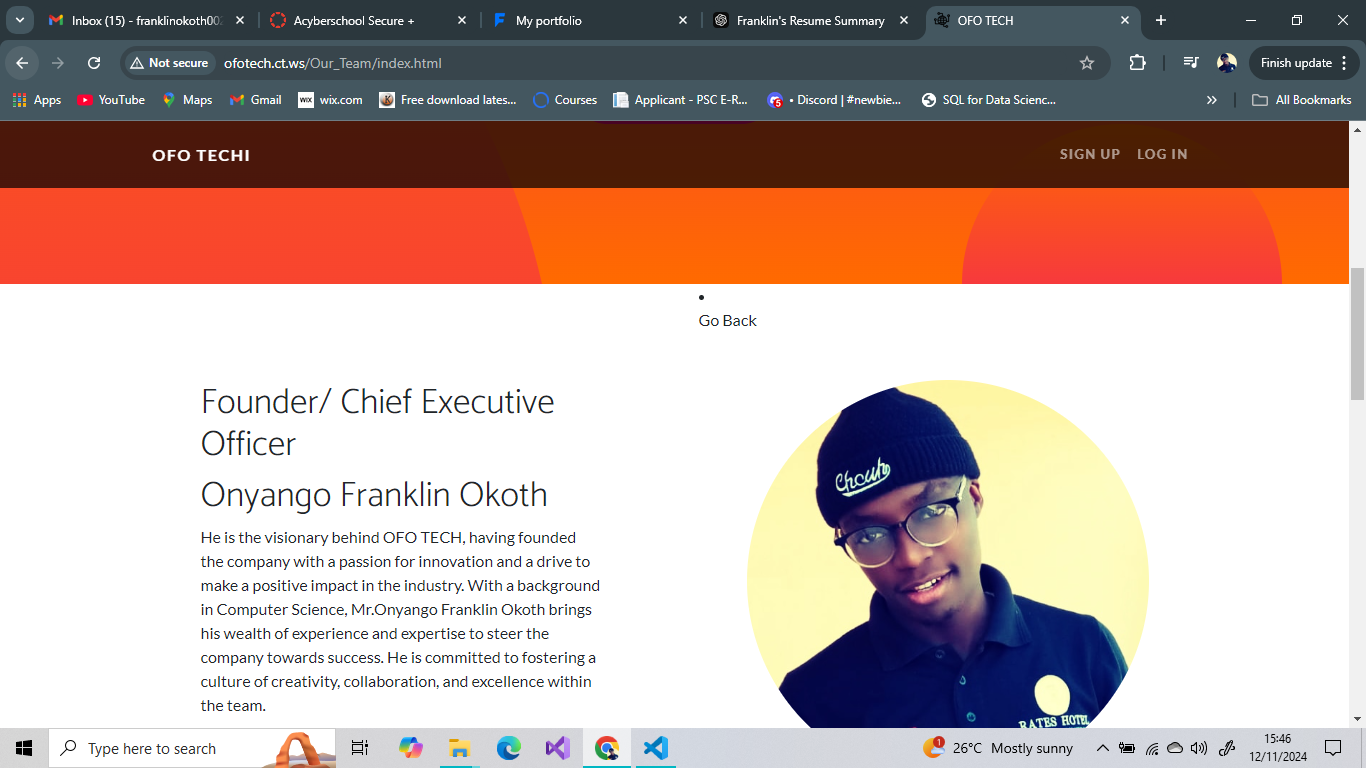 Inbox (15) - franklinokoth002
Acyberschool Secure +
My portfolio
Franklin's Resume Summary
OFO TECH
Not secure
ofotech.ct.ws/Our_Team/index.html
Finish update
Apps
YouTube
Maps
Gmail
WIX
wix.com
Free download lates...
Courses
Applicant - PSC E-R...
5
• Discord | #newbie...
SQL for Data Scienc...
»
All Bookmarks
OFO TECHI
SIGN UP
LOG IN
•
Go Back
Founder/ Chief Executive
Officer
Onyango Franklin Okoth
He is the visionary behind OFO TECH, having founded
the company with a passion for innovation and a drive to
make a positive impact in the industry. With a background
in Computer Science, Mr.Onyango Franklin Okoth brings
his wealth of experience and expertise to steer the
company towards success. He is committed to fostering a
culture of creativity, collaboration, and excellence within
the team.
BATES HOTEL
Type here to search
1
26°C Mostly sunny
15:46
12/11/2024